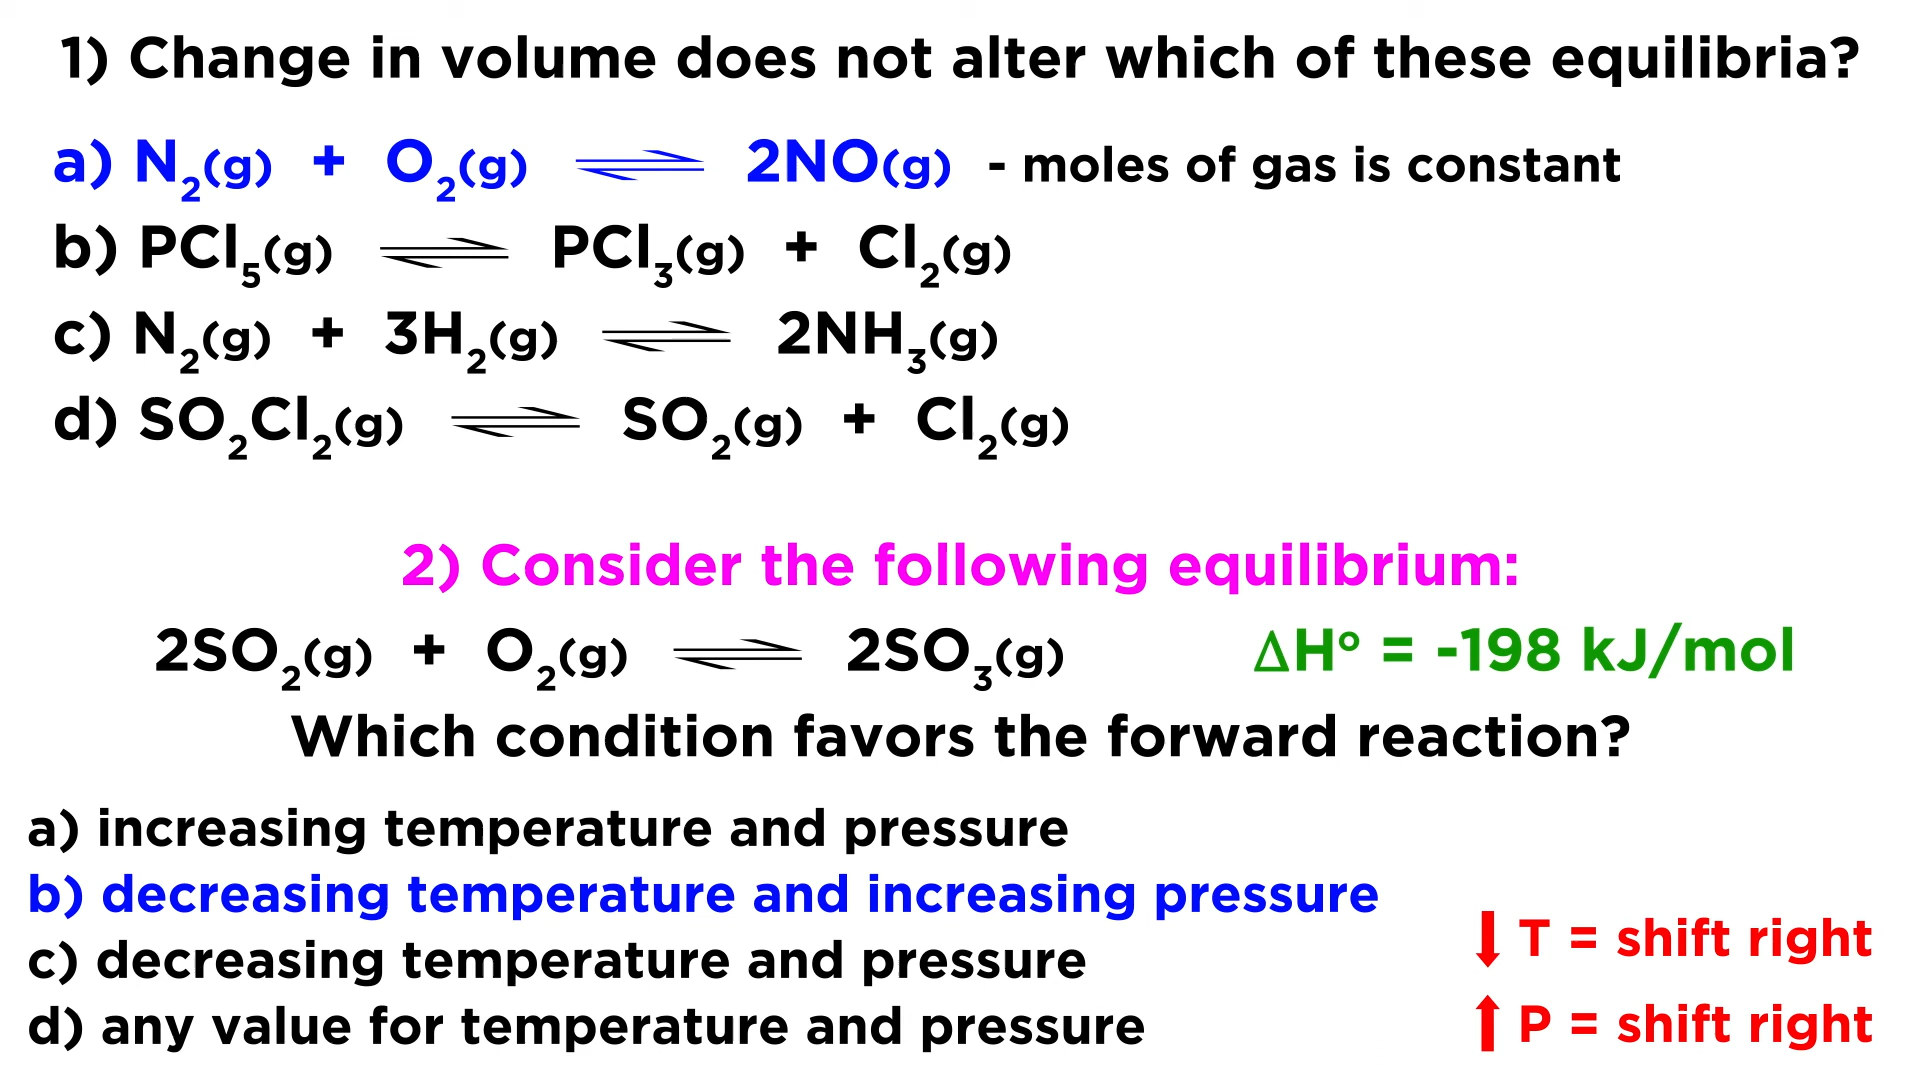 1) Change in volume does not alter which of these equilibria?
a) N₂(g) + O₂(g) ⇌ 2NO(g) - moles of gas is constant
b) PCl₅(g) ⇌ PCl₃(g) + Cl₂(g)
c) N₂(g) + 3H₂(g) ⇌ 2NH₃(g)
d) SO₂Cl₂(g) ⇌ SO₂(g) + Cl₂(g)
2) Consider the following equilibrium:
2SO₂(g) + O₂(g) ⇌ 2SO₃(g) ΔH° = -198 kJ/mol
Which condition favors the forward reaction?
a) increasing temperature and pressure
b) decreasing temperature and increasing pressure
c) decreasing temperature and pressure
d) any value for temperature and pressure
↓ T = shift right
↑ P = shift right